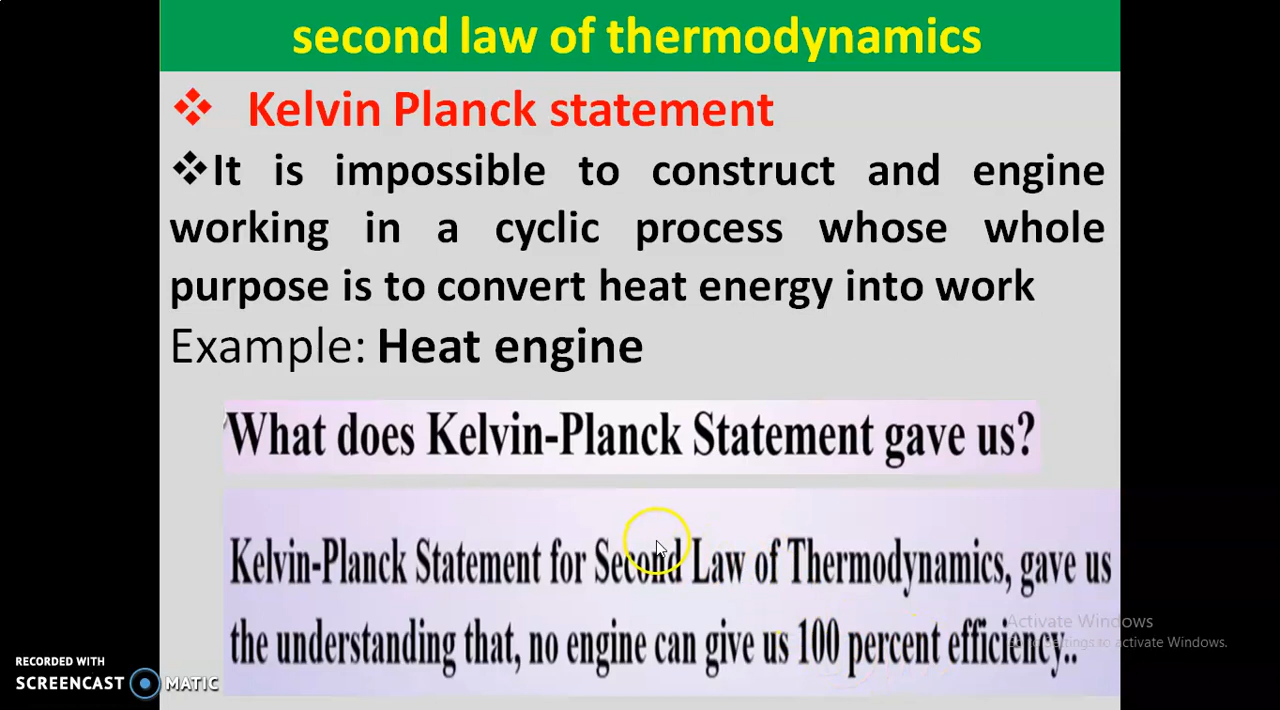 second law of thermodynamics
❖ Kelvin Planck statement
❖It is impossible to construct and engine
working in a cyclic process whose whole
purpose is to convert heat energy into work
Example: Heat engine
What does Kelvin-Planck Statement gave us?
Kelvin-Planck Statement for Second Law of Thermodynamics, gave us
the understanding that, no engine can give us 100 percent efficiency..
Activate Windows
Go to Settings to activate Windows.
RECORDED WITH
SCREENCAST MATIC